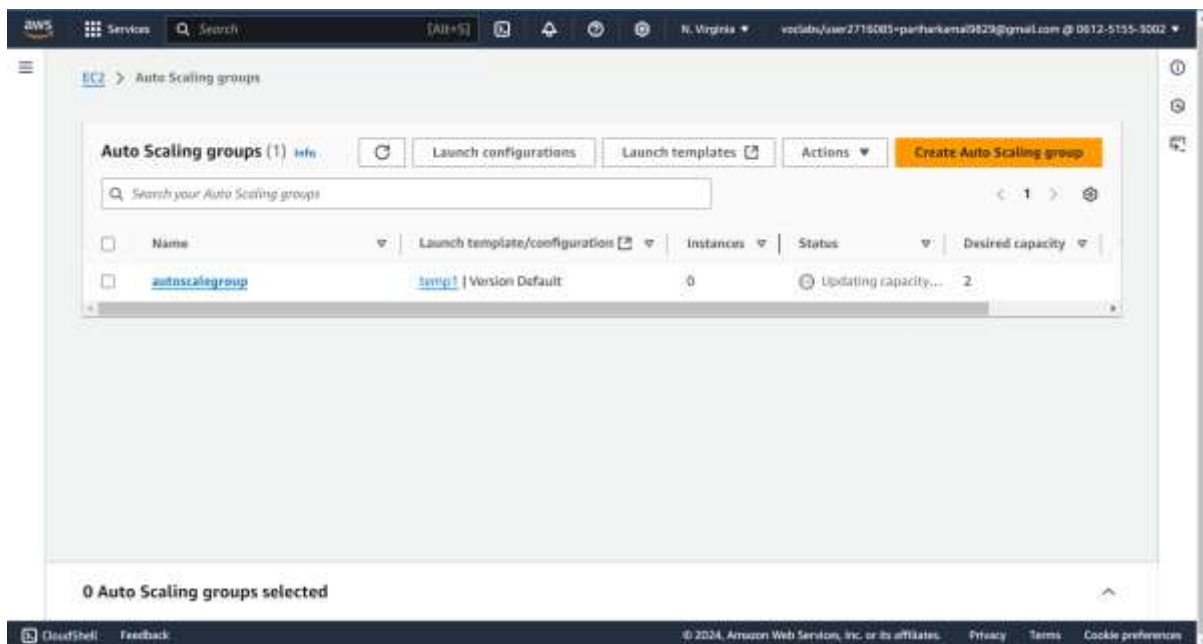 aws Services Search [Alt+S] N. Virginia
EC2 > Auto Scaling groups
Auto Scaling groups (1) Info Launch configurations Launch templates Actions Create Auto Scaling group
Search your Auto Scaling groups 1
Name Launch template/configuration Instances Status Desired capacity
autoscalegroup temp1 | Version Default 0 Updating capacity... 2
0 Auto Scaling groups selected
CloudShell Feedback © 2024, Amazon Web Services, Inc. or its affiliates. Privacy Terms Cookie preferences